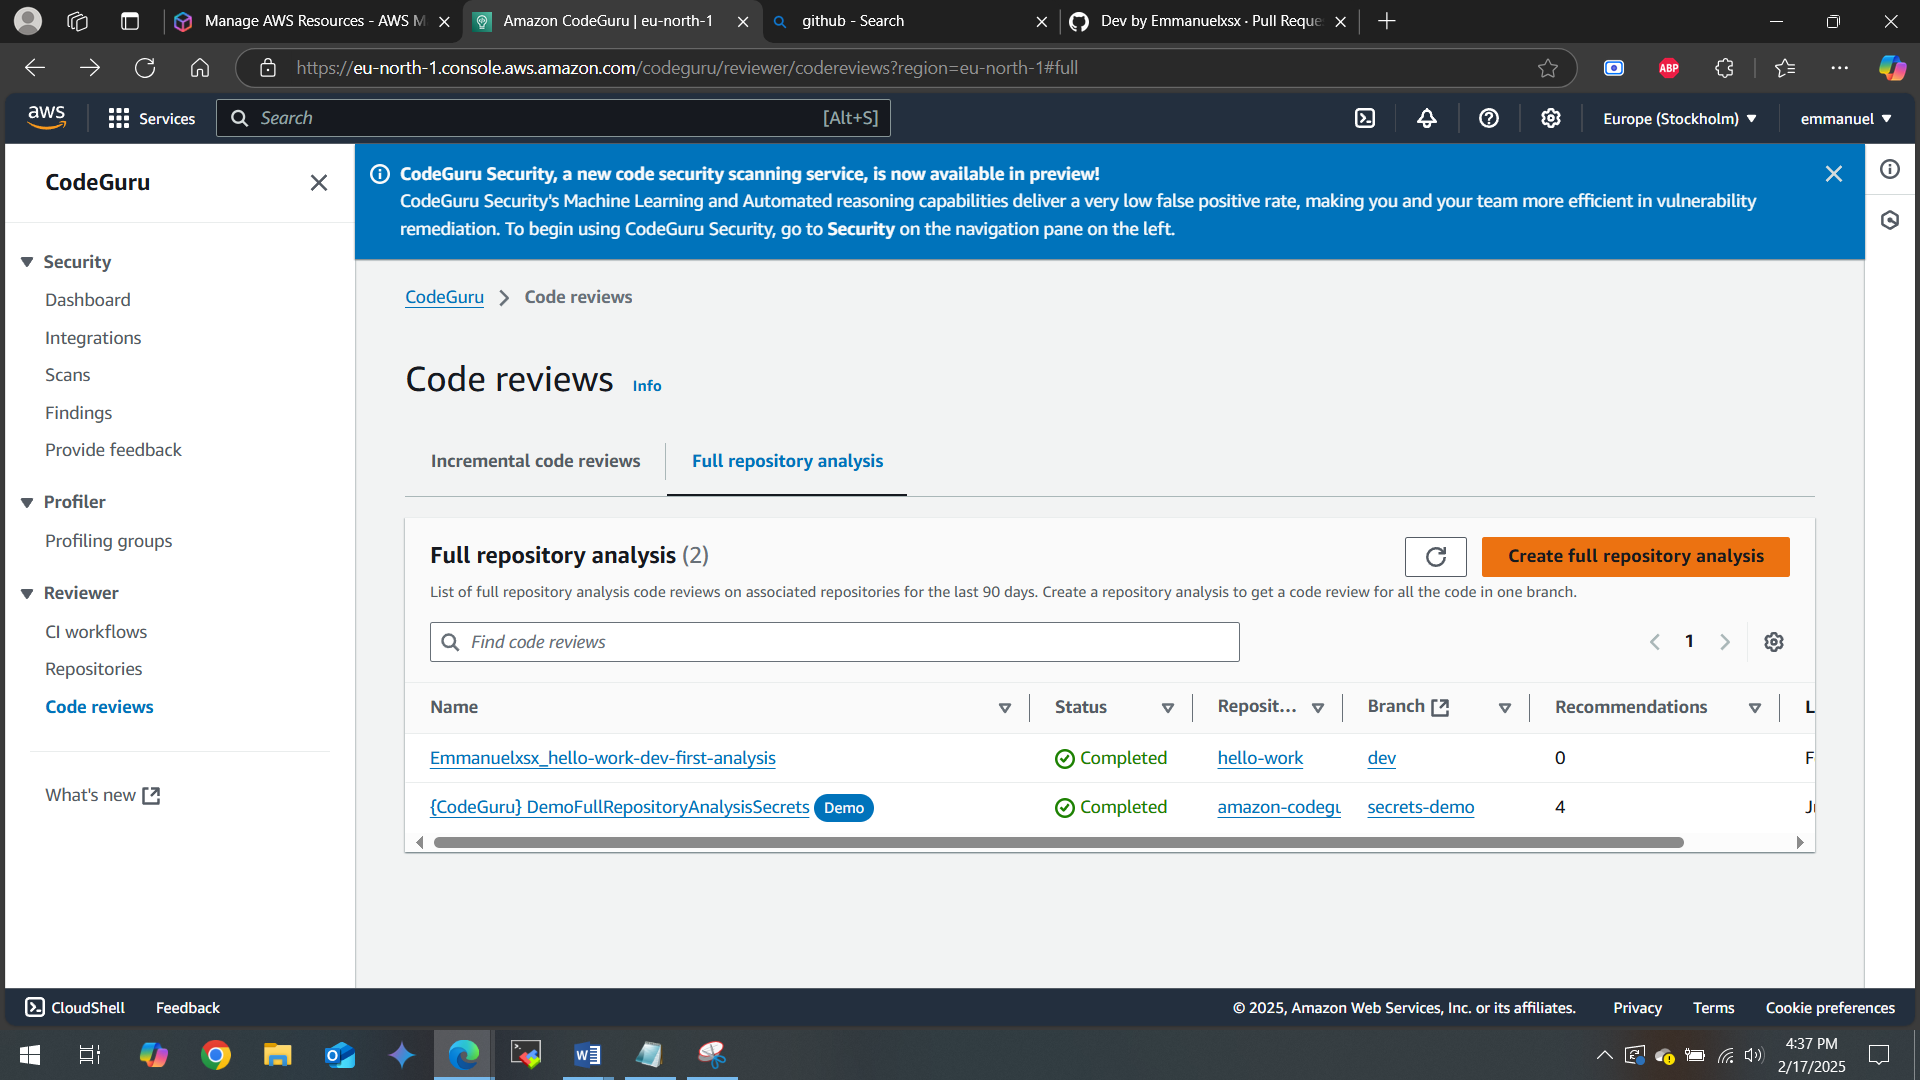 Manage AWS Resources - AWS M
Amazon CodeGuru | eu-north-1
github - Search
Dev by Emmanuelxsx · Pull Reque
https://eu-north-1.console.aws.amazon.com/codeguru/reviewer/codereviews?region=eu-north-1#full
ABP
aws
Services
Search
[Alt+S]
Europe (Stockholm)
emmanuel
CodeGuru
Security
Dashboard
Integrations
Scans
Findings
Provide feedback
Profiler
Profiling groups
Reviewer
CI workflows
Repositories
Code reviews
What's new
CodeGuru Security, a new code security scanning service, is now available in preview!
CodeGuru Security's Machine Learning and Automated reasoning capabilities deliver a very low false positive rate, making you and your team more efficient in vulnerability
remediation. To begin using CodeGuru Security, go to Security on the navigation pane on the left.
CodeGuru > Code reviews
Code reviews Info
Incremental code reviews
Full repository analysis
Full repository analysis (2)
Create full repository analysis
List of full repository analysis code reviews on associated repositories for the last 90 days. Create a repository analysis to get a code review for all the code in one branch.
Find code reviews
1
Name Status Reposit... Branch Recommendations L
Emmanuelxsx_hello-work-dev-first-analysis Completed hello-work dev 0 F
{CodeGuru} DemoFullRepositoryAnalysisSecrets Demo Completed amazon-codegu secrets-demo 4 Ju
CloudShell
Feedback
© 2025, Amazon Web Services, Inc. or its affiliates.
Privacy
Terms
Cookie preferences
4:37 PM
2/17/2025